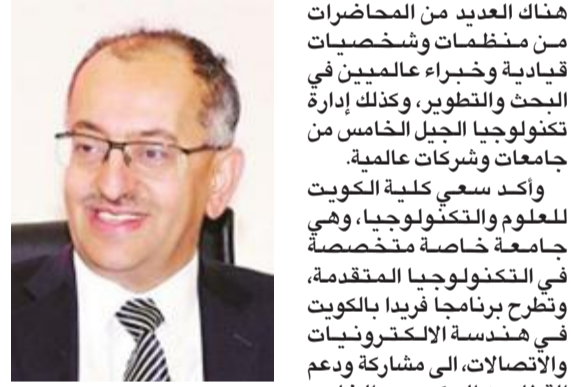 هناك العديد من المحاضرات
من منظمات وشخصيات
قيادية وخبراء عالميين في
البحث والتطوير، وكذلك إدارة
تكنولوجيا الجيل الخامس من
جامعات وشركات عالمية.
وأكد سعي كلية الكويت
للعلوم والتكنولوجيا، وهي
جامعة خاصة متخصصة
في التكنولوجيا المتقدمة،
وتطرح برنامجا فريدا بالكويت
في هندسة الالكترونيات
والاتصالات، الى مشاركة ودعم